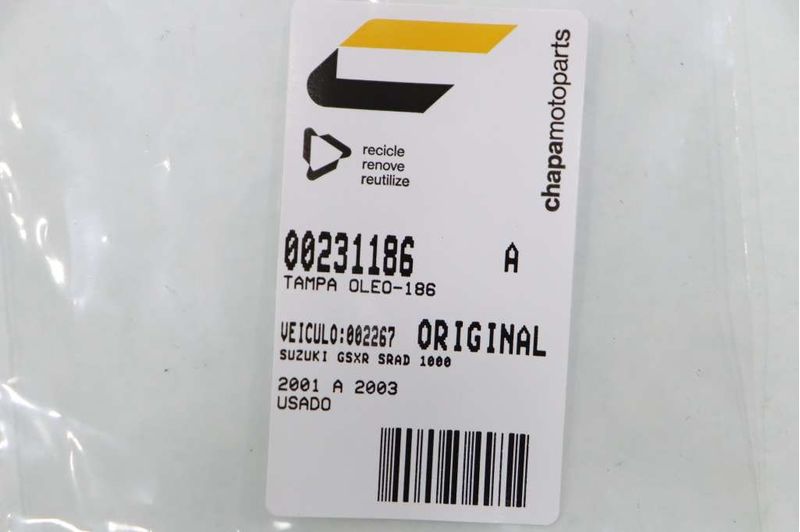 chapamotoparts
recicle
renove
reutilize
00231186 A
TAMPA OLEO-186
VEICULO:002267 ORIGINAL
SUZUKI GSXR SRAD 1000
2001 A 2003
USADO